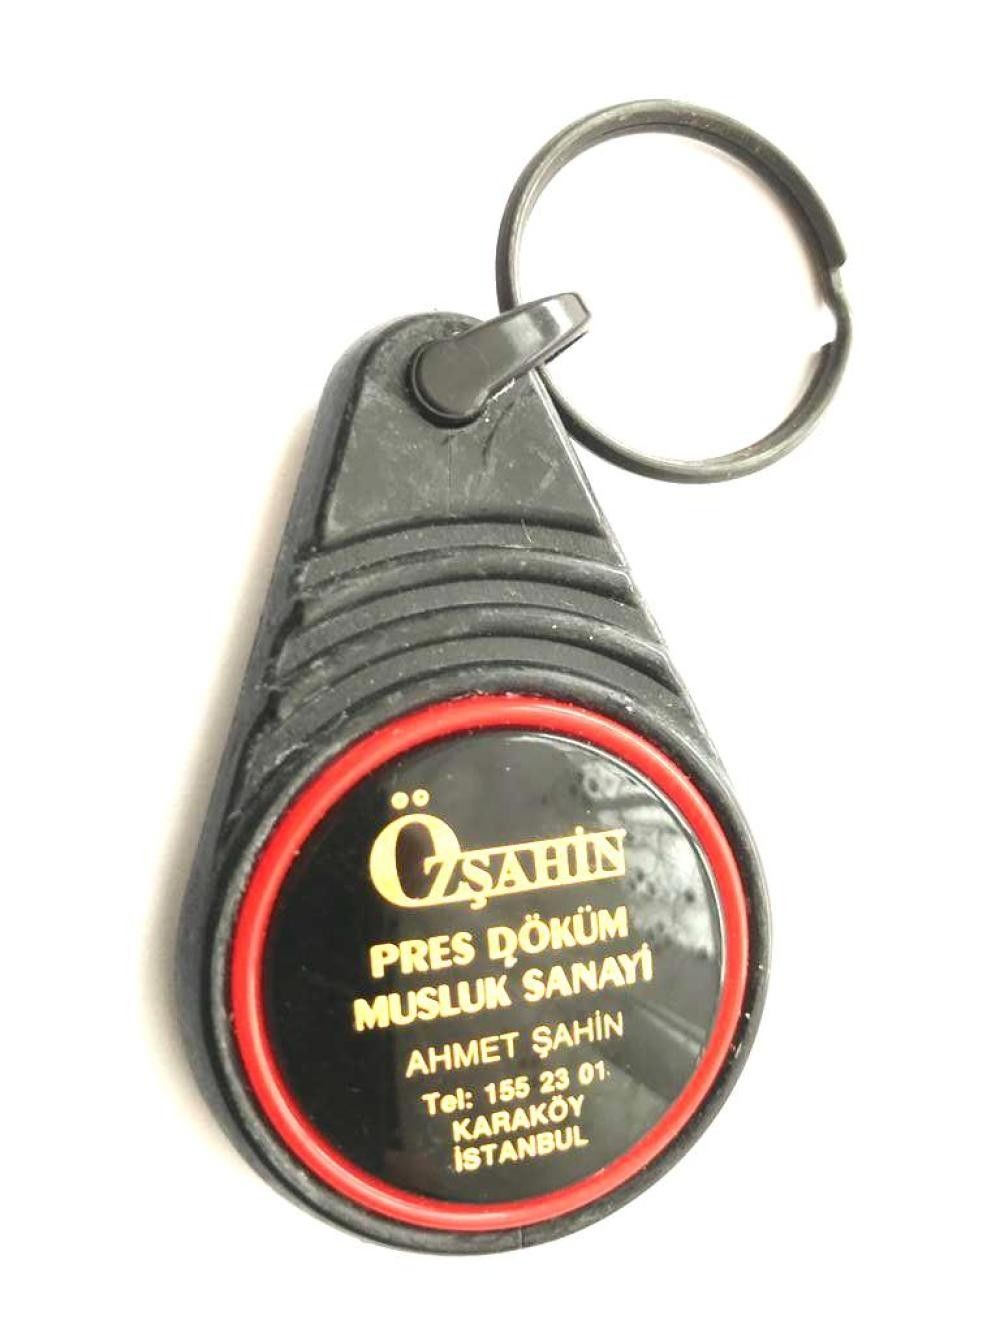 ÖZŞAHİN
PRES DÖKÜM
MUSLUK SANAYİ
AHMET ŞAHİN
Tel: 155 23 01
KARAKÖY
İSTANBUL